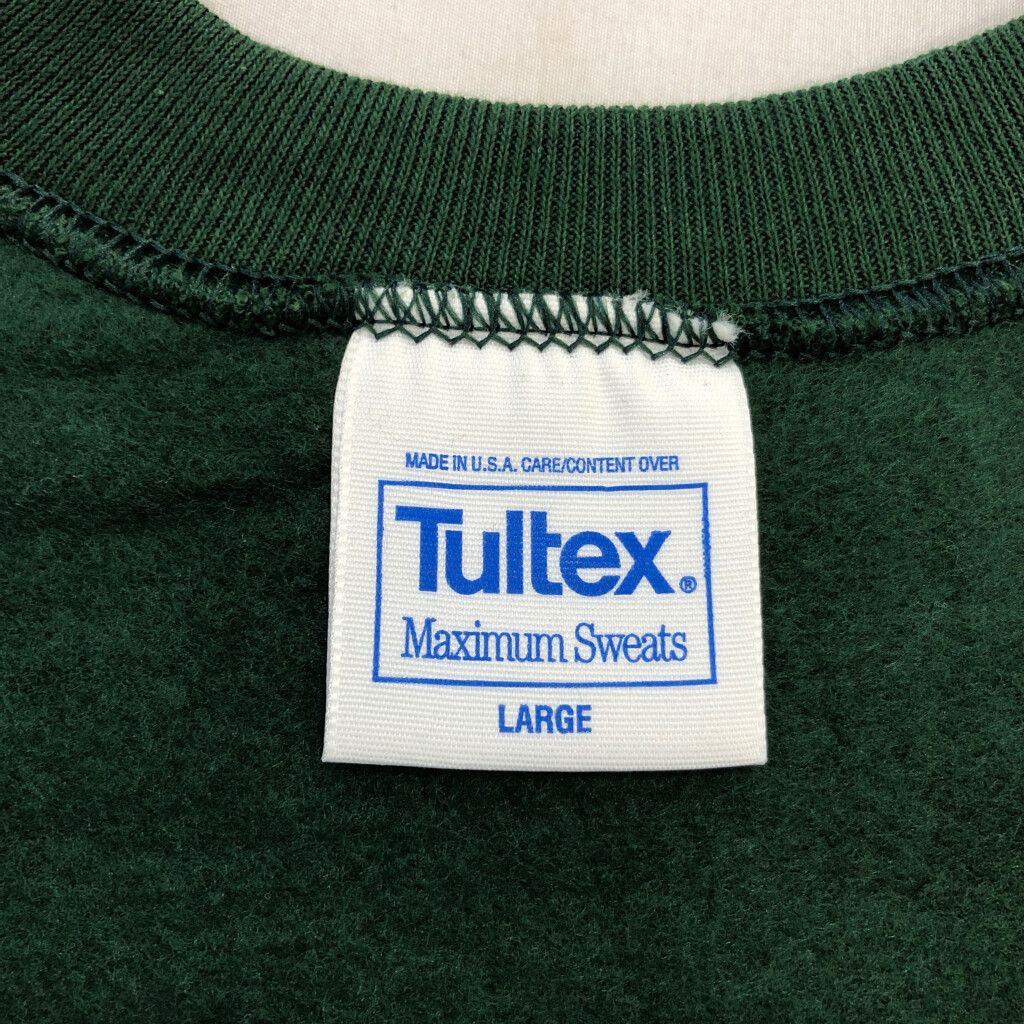 MADE IN U.S.A. CARE/CONTENT OVER
Tultex®
Maximum Sweats
LARGE